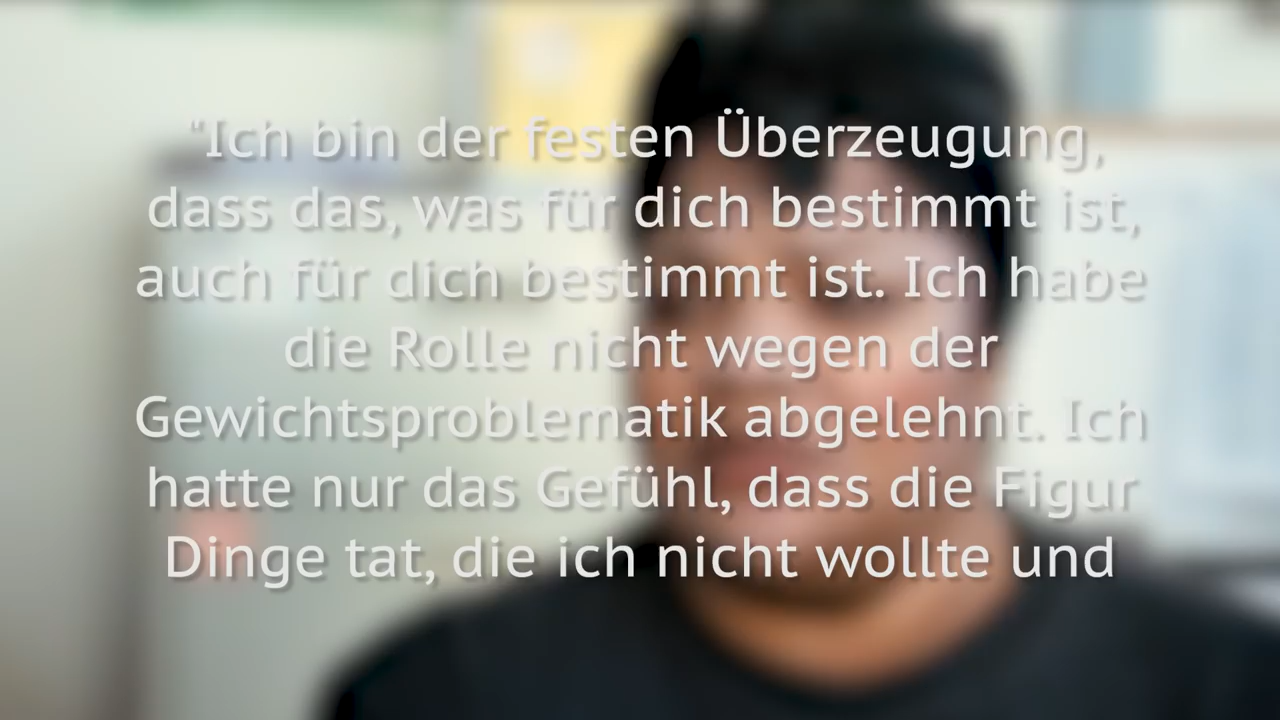 "Ich bin der festen Überzeugung,
dass das, was für dich bestimmt ist,
auch für dich bestimmt ist. Ich habe
die Rolle nicht wegen der
Gewichtsproblematik abgelehnt. Ich
hatte nur das Gefühl, dass die Figur
Dinge tat, die ich nicht wollte und